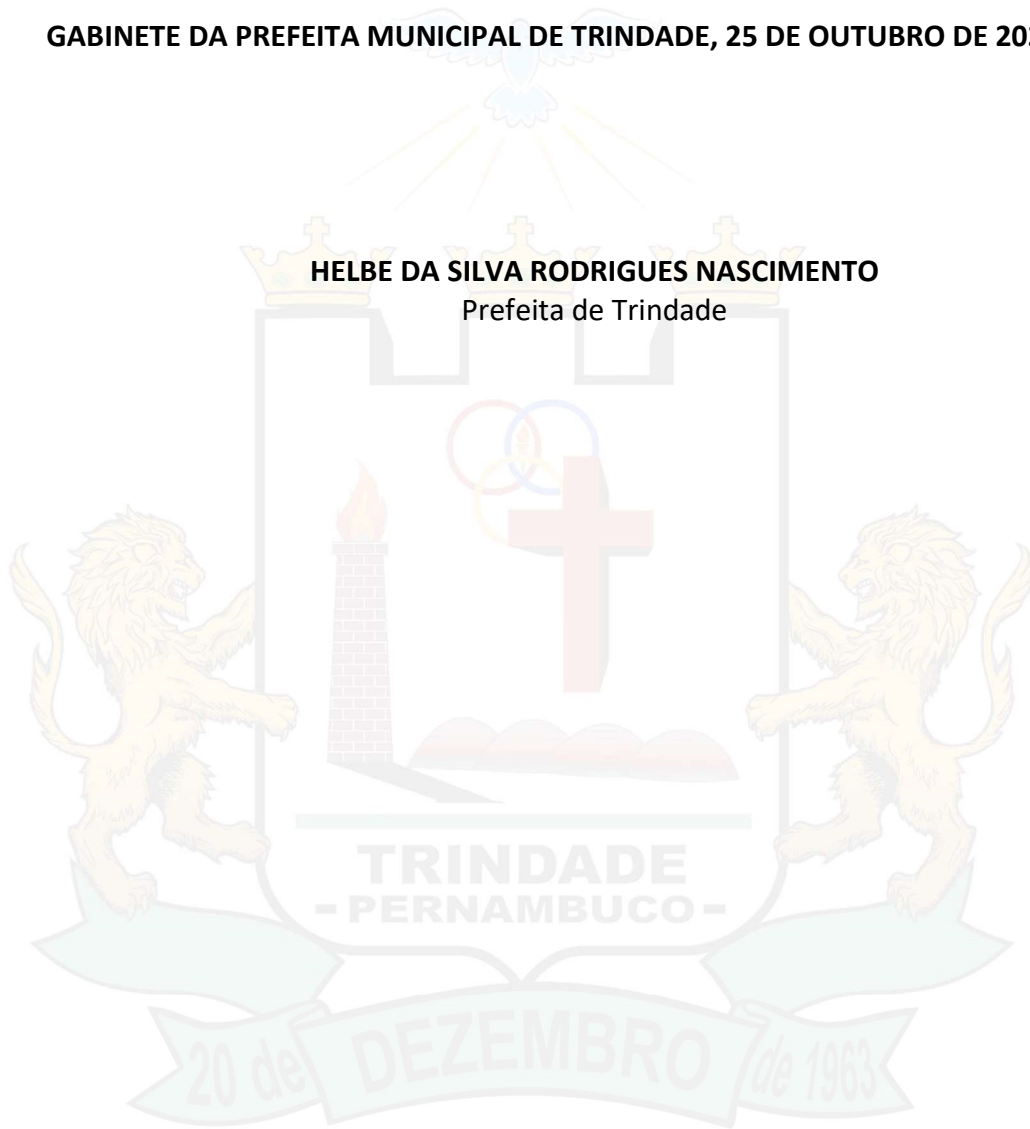 GABINETE DA PREFEITA MUNICIPAL DE TRINDADE, 25 DE OUTUBRO DE
HELBE DA SILVA RODRIGUES NASCIMENTO
Prefeita de Trindade
TRINDADE
- PERNAMBUCO -
20 de DEZEMBRO de 1963